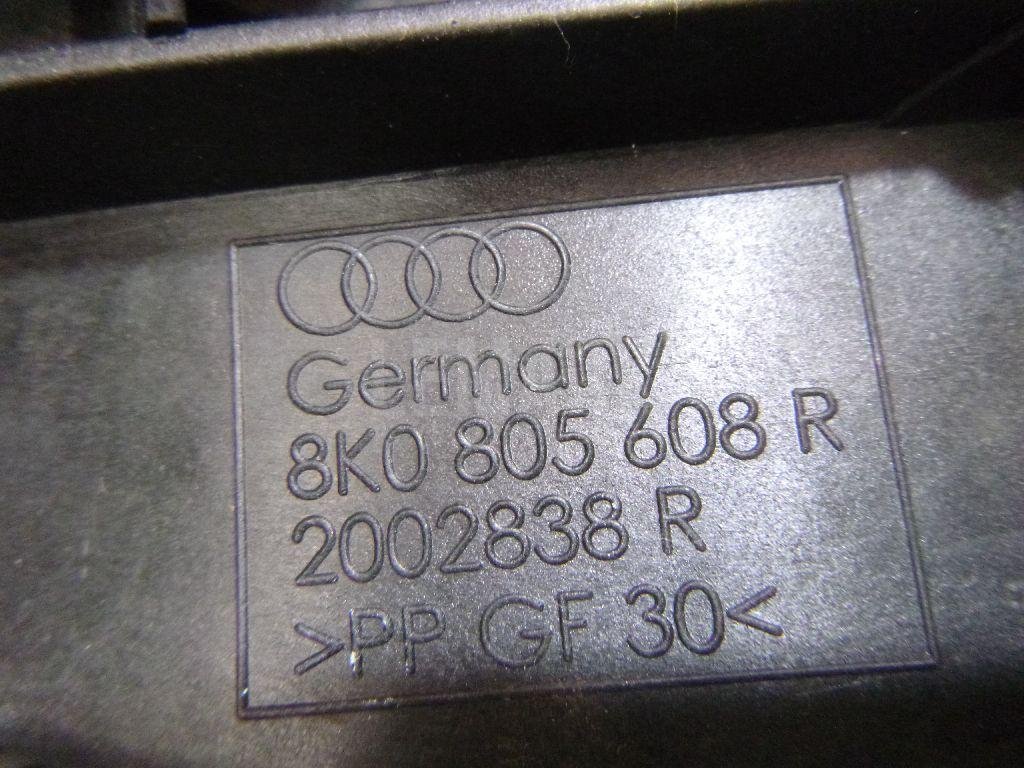 Germany
8K0 805 608 R
2002838 R
>PP GF 30<